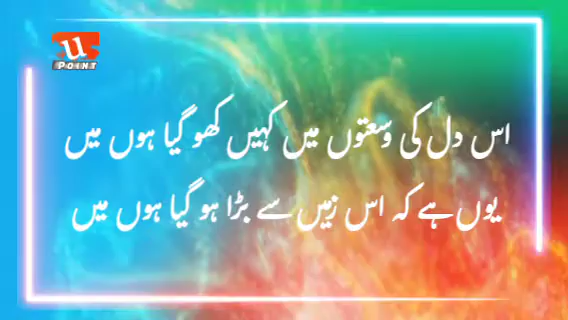 u
POINT
اس دل کی وسعتوں میں کہیں کھو گیا ہوں میں
یوں ہے کہ اس زمیں سے بڑا ہو گیا ہوں میں